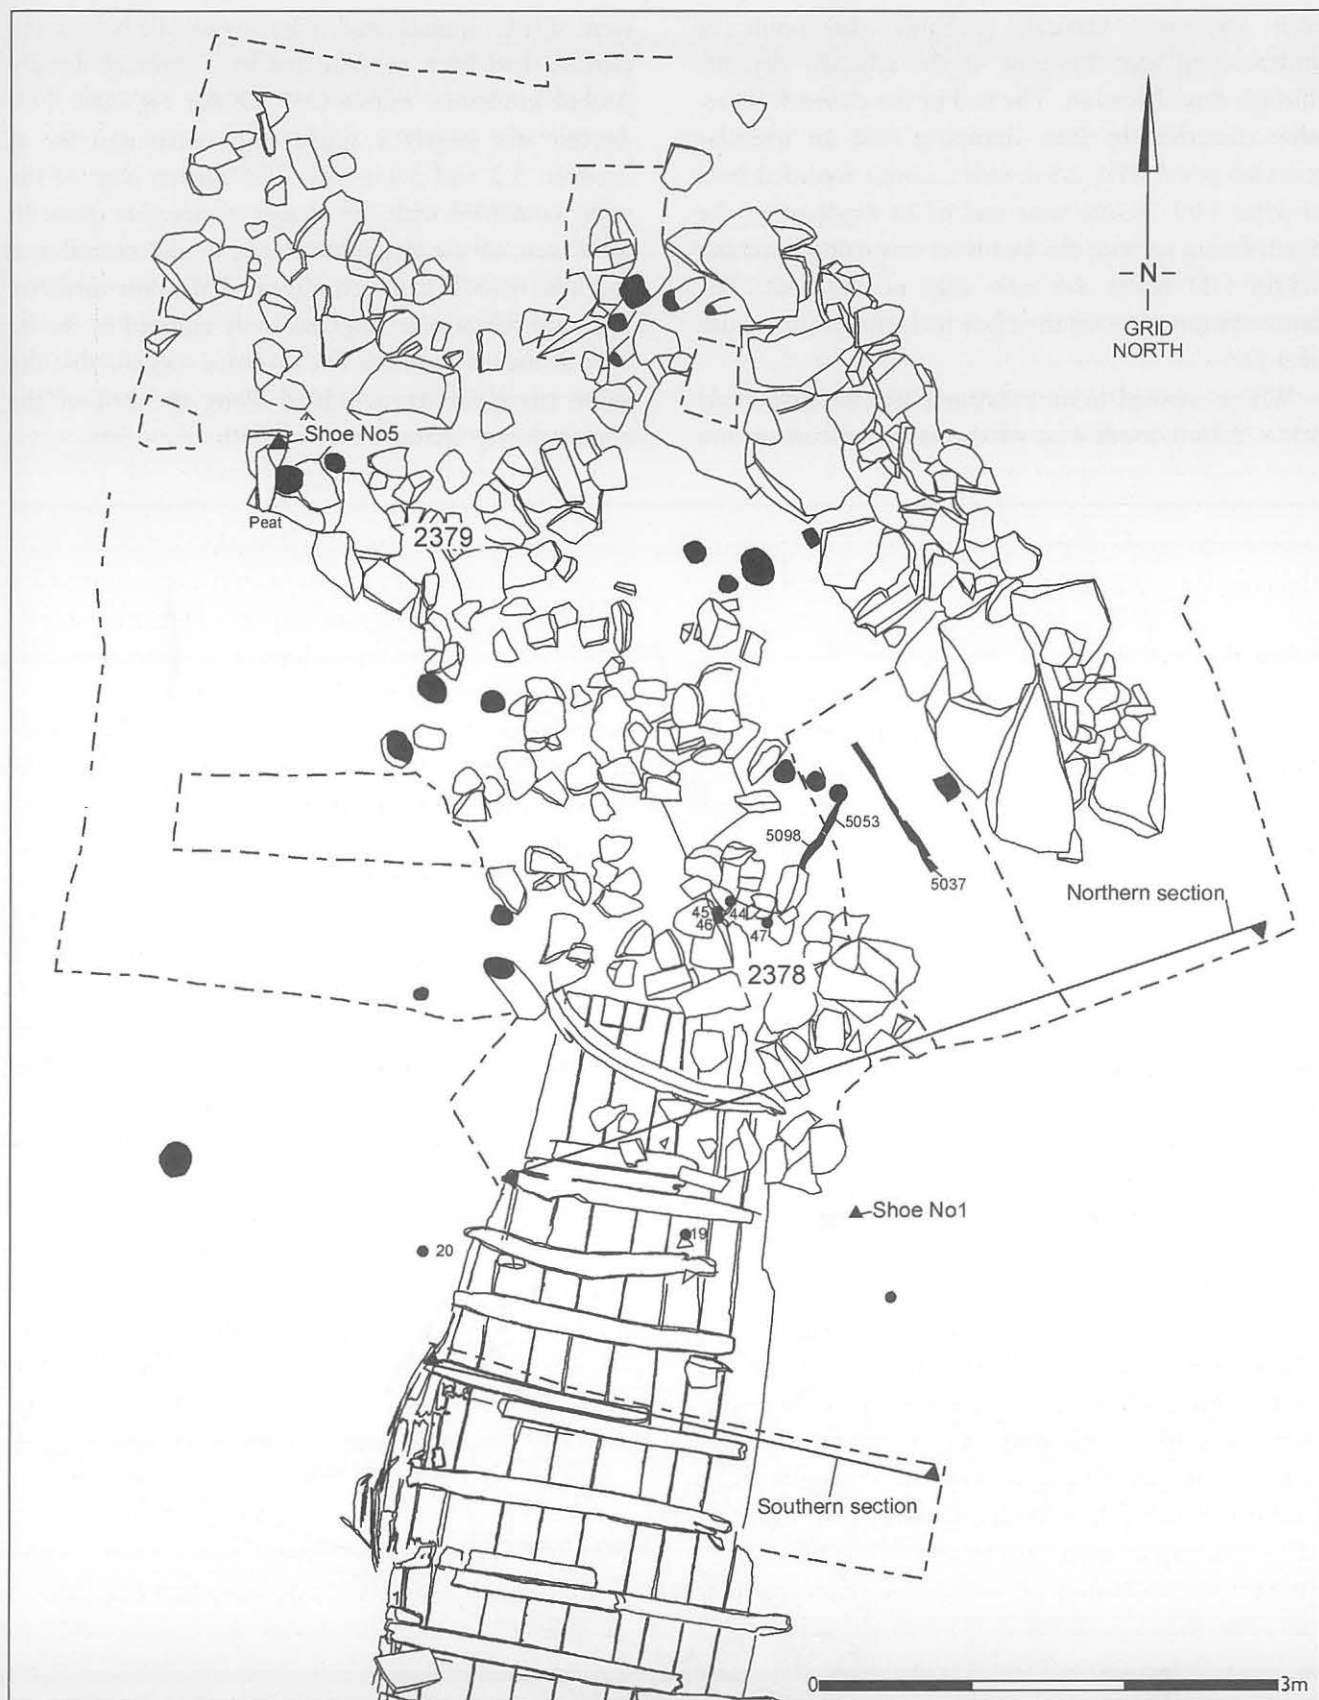 – N –
GRID
NORTH
Shoe No5
Peat
2379
5098
5053
5037
Northern section
45
44
46
47
2378
Shoe No1
19
20
Southern section
0
3m